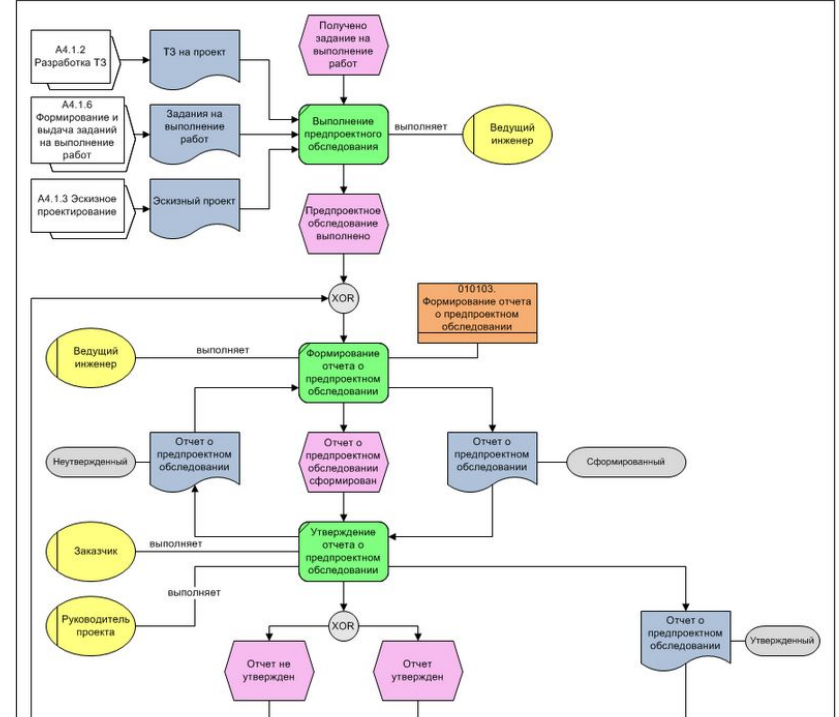 Получено
задание на
выполнение
работ
А4.1.2
Разработка ТЗ
ТЗ на проект
А4.1.6
Формирование и
выдача заданий
на выполнение
работ
Задания на
выполнение
работ
Выполнение
предпроектного
обследования
выполняет
Ведущий
инженер
А4.1.3 Эскизное
проектирование
Эскизный проект
Предпроектное
обследование
выполнено
XOR
010103.
Формирование отчета
о предпроектном
обследовании
Ведущий
инженер
выполняет
Формирование
отчета о
предпроектном
обследовании
Неутвержденный
Отчет о
предпроектном
обследовании
Отчет о
предпроектном
обследовании
сформирован
Отчет о
предпроектном
обследовании
Сформированный
Заказчик
выполняет
Утверждение
отчета о
предпроектном
обследовании
выполняет
Руководитель
проекта
XOR
Отчет о
предпроектном
обследовании
Утвержденный
Отчет не
утвержден
Отчет
утвержден